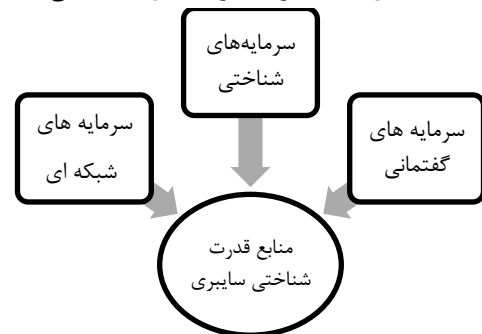 سرمایه‌های
شناختی
سرمایه های
گفتمانی
سرمایه های
شبکه ای
منابع قدرت
شناختی سایبری